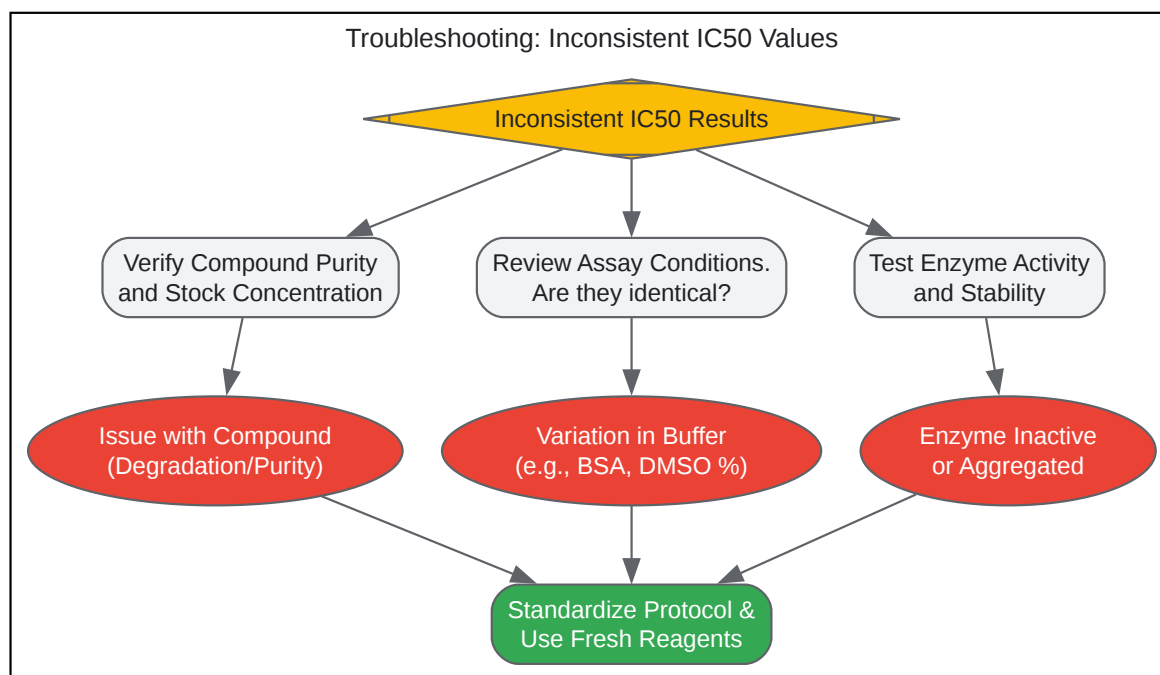 Troubleshooting: Inconsistent IC50 Values
Inconsistent IC50 Results
Verify Compound Purity
and Stock Concentration
Review Assay Conditions.
Are they identical?
Test Enzyme Activity
and Stability
Issue with Compound
(Degradation/Purity)
Variation in Buffer
(e.g., BSA, DMSO %)
Enzyme Inactive
or Aggregated
Standardize Protocol &
Use Fresh Reagents